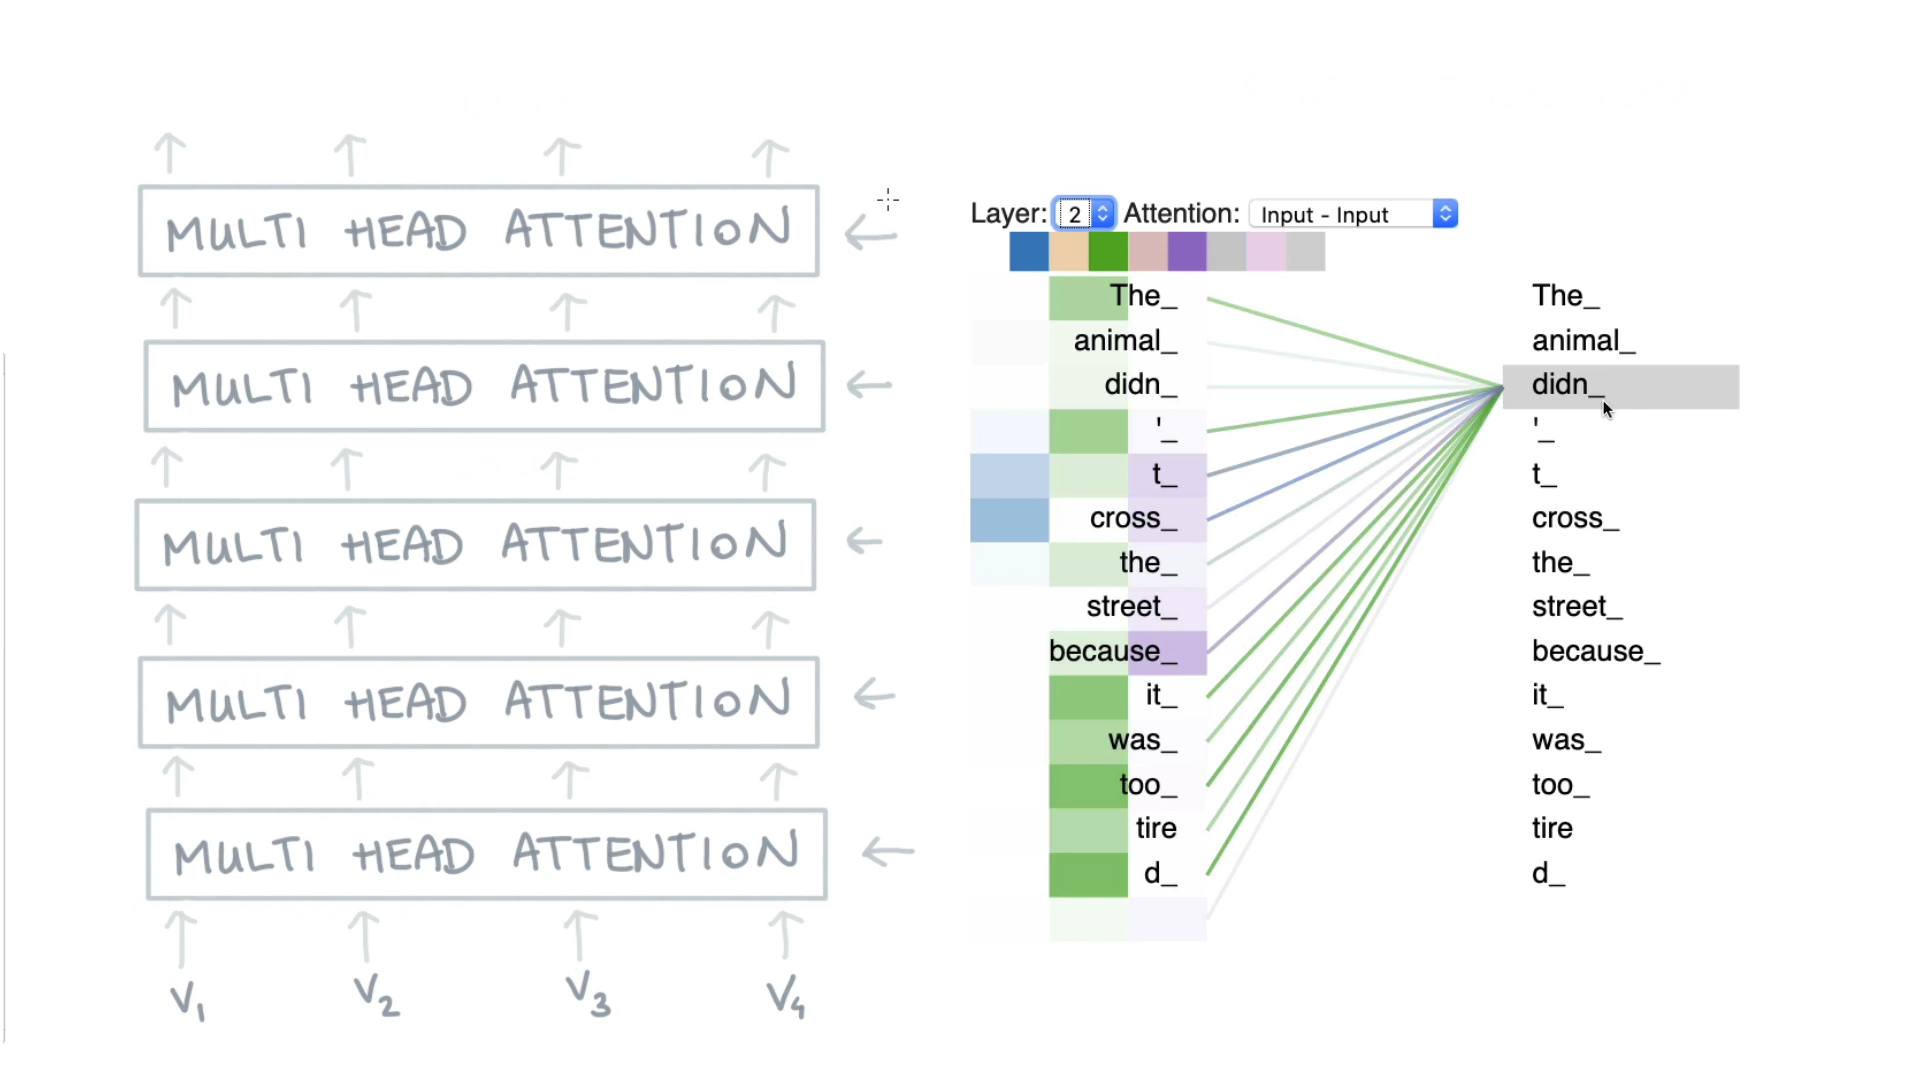 MULTI HEAD ATTENTION
MULTI HEAD ATTENTION
MULTI HEAD ATTENTION
MULTI HEAD ATTENTION
MULTI HEAD ATTENTION
V1 V2 V3 V4
Layer: 2 Attention: Input - Input
The_
animal_
didn_
'_
t_
cross_
the_
street_
because_
it_
was_
too_
tire
d_
The_
animal_
didn_
'_
t_
cross_
the_
street_
because_
it_
was_
too_
tire
d_